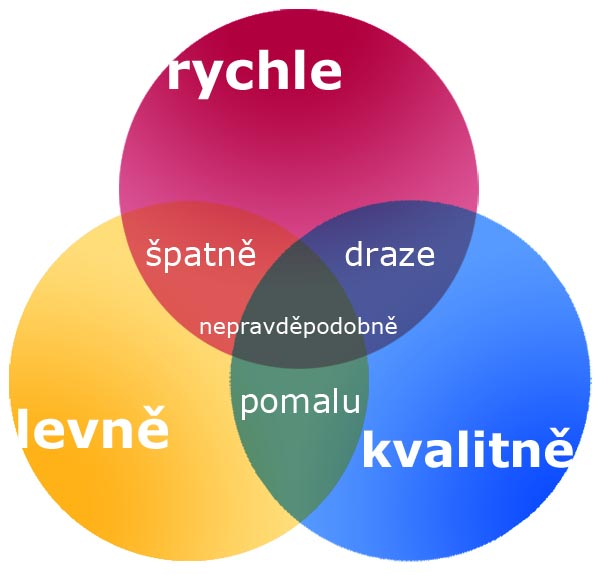 rychle
špatně
draze
nepravděpodobně
pomalu
levně
kvalitně